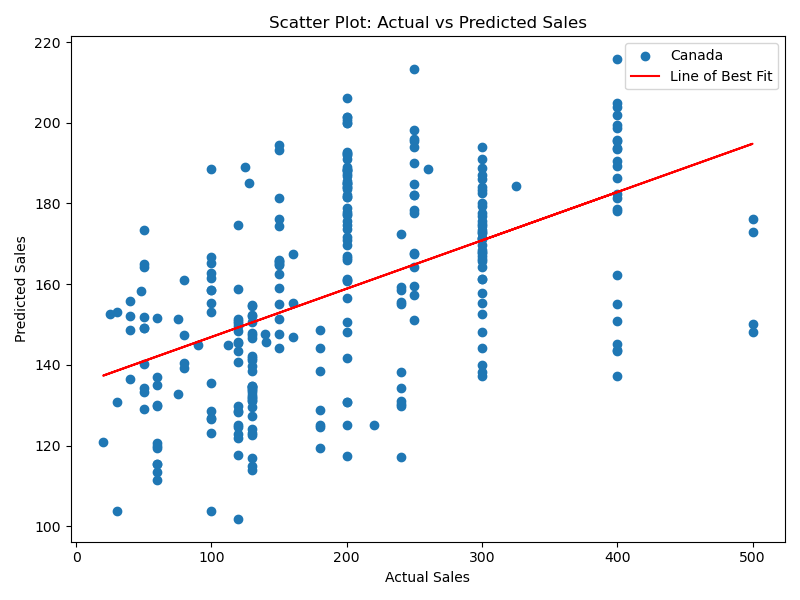 Scatter Plot: Actual vs Predicted Sales
Canada
Line of Best Fit
220
200
180
160
140
120
100
Predicted Sales
0 100 200 300 400 500
Actual Sales